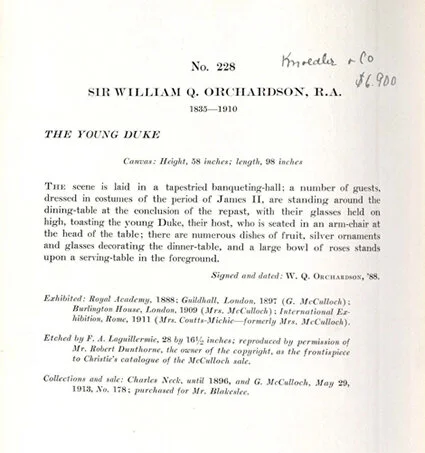 No. 228
Knoedler & Co
$6.900
SIR WILLIAM Q. ORCHARDSON, R.A.
1835—1910
THE YOUNG DUKE
Canvas: Height, 58 inches; length, 98 inches
THE scene is laid in a tapestried banqueting-hall; a number of guests,
dressed in costumes of the period of James II, are standing around the
dining-table at the conclusion of the repast, with their glasses held on
high, toasting the young Duke, their host, who is seated in an arm-chair at
the head of the table; there are numerous dishes of fruit, silver ornaments
and glasses decorating the dinner-table, and a large bowl of roses stands
upon a serving-table in the foreground.
Signed and dated: W. Q. ORCHARDSON, '88.
Exhibited: Royal Academy, 1888; Guildhall, London, 1897 (G. McCulloch);
Burlington House, London, 1909 (Mrs. McCulloch); International Ex-
hibition, Rome, 1911 (Mrs. Coutts-Michie—formerly Mrs. McCulloch).
Etched by F. A. Laguillermie, 28 by 16½ inches; reproduced by permission of
Mr. Robert Dunthorne, the owner of the copyright, as the frontispiece
to Christie's catalogue of the McCulloch sale.
Collections and sale: Charles Neck, until 1896, and G. McCulloch, May 29,
1913, No. 178; purchased for Mr. Blakeslee.